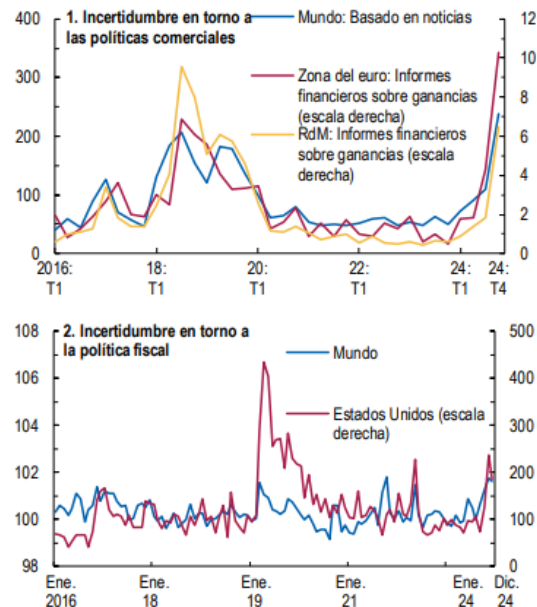 1. Incertidumbre en torno a
las políticas comerciales
Mundo: Basado en noticias
Zona del euro: Informes
financieros sobre ganancias
(escala derecha)
RdM: Informes financieros
sobre ganancias (escala
derecha)
400
300
200
100
0
12
10
8
6
4
2
0
2016:
T1
18:
T1
20:
T1
22:
T1
24:
T1
24:
T4
2. Incertidumbre en torno a
la política fiscal
Mundo
Estados Unidos (escala
derecha)
108
106
104
102
100
98
500
400
300
200
100
0
Ene.
2016
Ene.
18
Ene.
19
Ene.
21
Ene.
24
Dic.
24